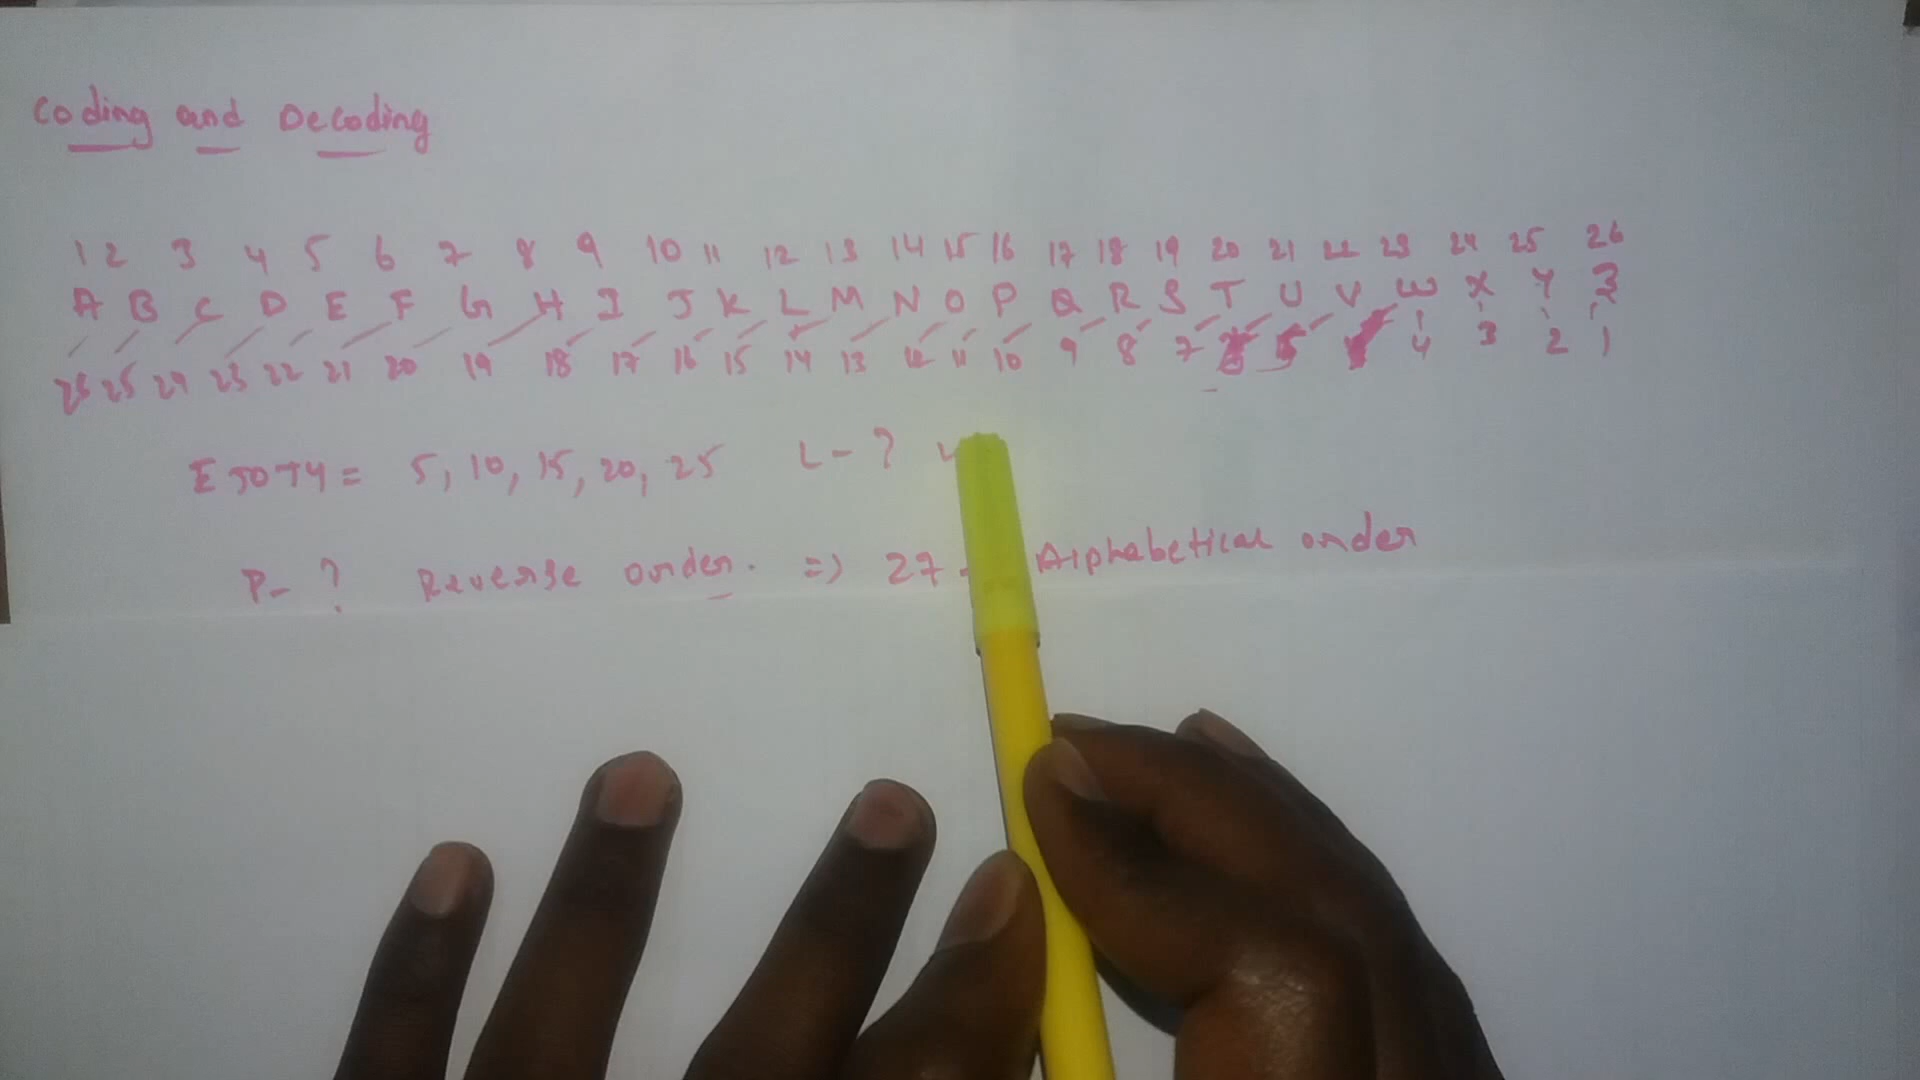 Coding and Decoding
1 2 3 4 5 6 7 8 9 10 11 12 13 14 15 16 17 18 19 20 21 22 23 24 25 26
A B C D E F G H I J K L M N O P Q R S T U V W X Y Z
25 24 23 22 21 20 19 18 17 16 15 14 13 12 11 10 9 8 7 5 4 3 2 1
EJOTY = 5, 10, 15, 20, 25 L - ?
P - ? Reverse order. => 27 - Alphabetical order